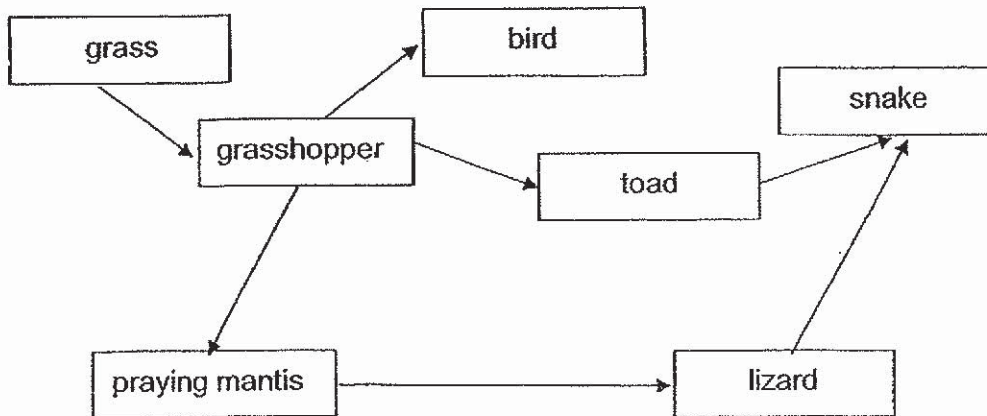 grass
bird
snake
grasshopper
toad
praying mantis
lizard